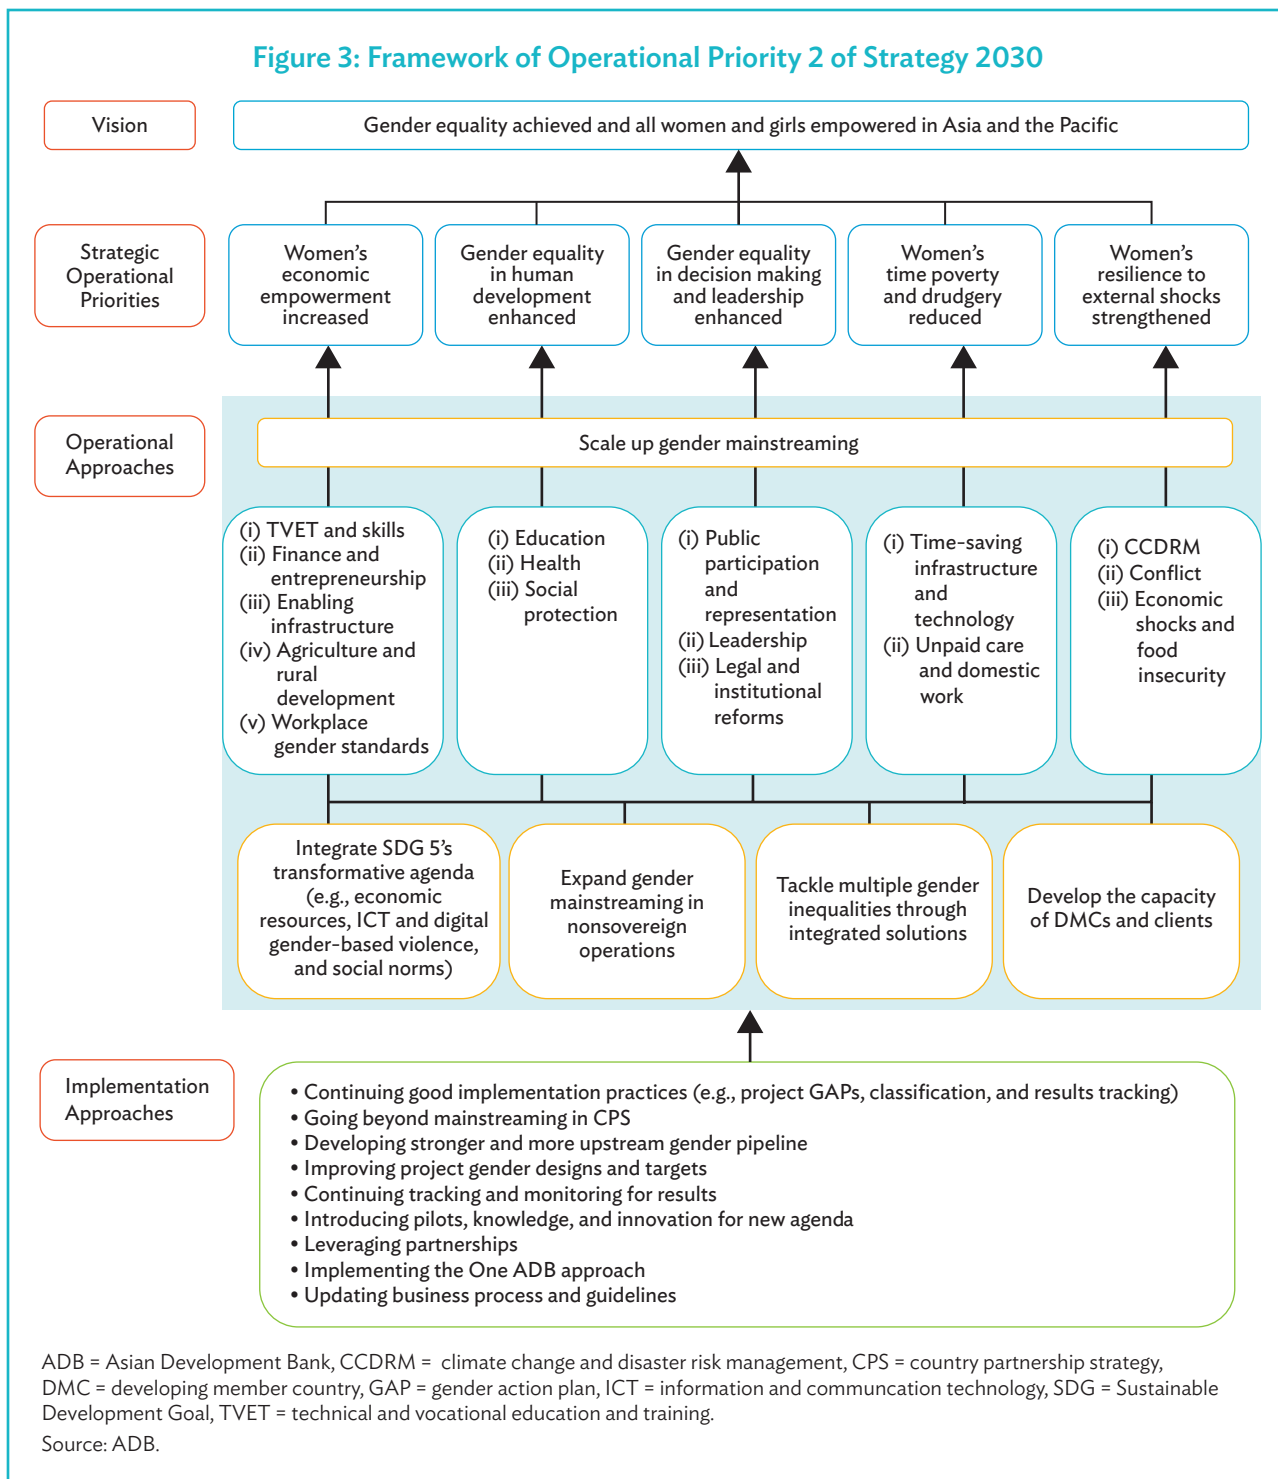 Figure 3: Framework of Operational Priority 2 of Strategy 2030
Vision
Gender equality achieved and all women and girls empowered in Asia and the Pacific
Strategic
Operational
Priorities
Women’s
economic
empowerment
increased
Gender equality
in human
development
enhanced
Gender equality
in decision making
and leadership
enhanced
Women’s
time poverty
and drudgery
reduced
Women’s
resilience to
external shocks
strengthened
Operational
Approaches
Scale up gender mainstreaming
(i) TVET and skills
(ii) Finance and
entrepreneurship
(iii) Enabling
infrastructure
(iv) Agriculture and
rural
development
(v) Workplace
gender standards
(i) Education
(ii) Health
(iii) Social
protection
(i) Public
participation
and
representation
(ii) Leadership
(iii) Legal and
institutional
reforms
(i) Time-saving
infrastructure
and
technology
(ii) Unpaid care
and domestic
work
(i) CCDRM
(ii) Conflict
(iii) Economic
shocks and
food
insecurity
Integrate SDG 5’s
transformative agenda
(e.g., economic
resources, ICT and digital
gender-based violence,
and social norms)
Expand gender
mainstreaming in
nonsovereign
operations
Tackle multiple gender
inequalities through
integrated solutions
Develop the capacity
of DMCs and clients
Implementation
Approaches
• Continuing good implementation practices (e.g., project GAPs, classification, and results tracking)
• Going beyond mainstreaming in CPS
• Developing stronger and more upstream gender pipeline
• Improving project gender designs and targets
• Continuing tracking and monitoring for results
• Introducing pilots, knowledge, and innovation for new agenda
• Leveraging partnerships
• Implementing the One ADB approach
• Updating business process and guidelines
ADB = Asian Development Bank, CCDRM = climate change and disaster risk management, CPS = country partnership strategy,
DMC = developing member country, GAP = gender action plan, ICT = information and communcation technology, SDG = Sustainable
Development Goal, TVET = technical and vocational education and training.
Source: ADB.